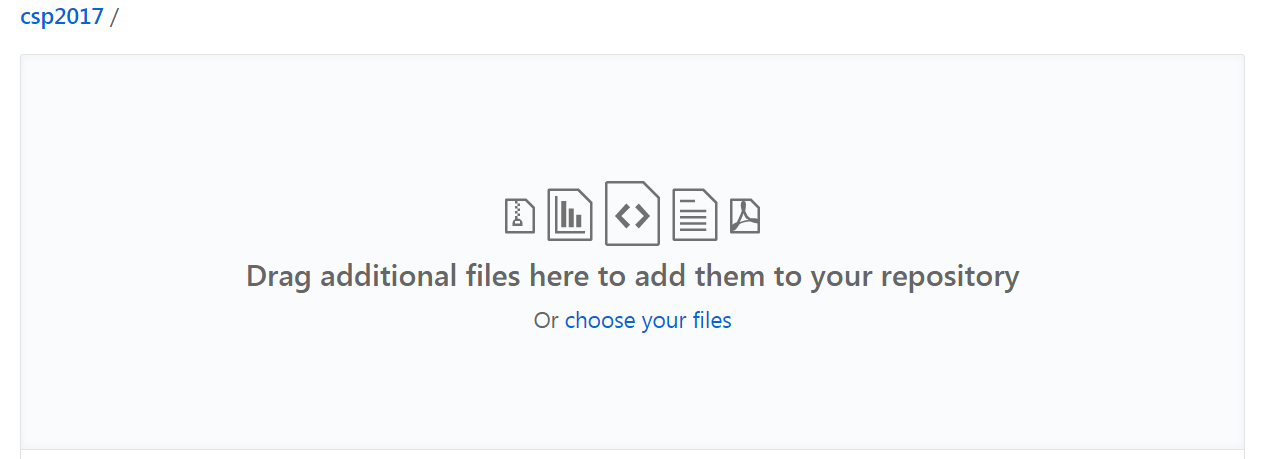 csp2017 /
Drag additional files here to add them to your repository
Or choose your files